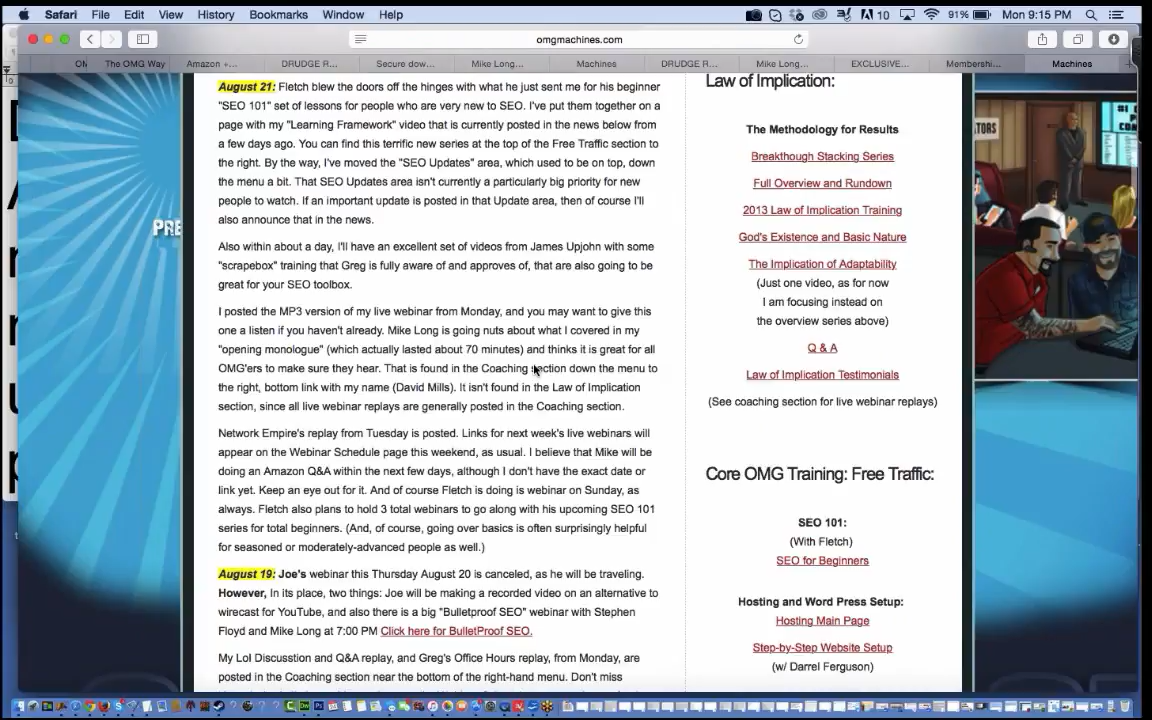 Safari File Edit View History Bookmarks Window Help
10 91% Mon 9:15 PM
omgmachines.com
The OMG Way Amazon +... DRUDGE R... Secure dow... Mike Long... Machines DRUDGE R... Mike Long... EXCLUSIVE... Membershi... Machines
August 21: Fletch blew the doors off the hinges with what he just sent me for his beginner
"SEO 101" set of lessons for people who are very new to SEO. I've put them together on a
page with my "Learning Framework" video that is currently posted in the news below from
a few days ago. You can find this terrific new series at the top of the Free Traffic section to
the right. By the way, I've moved the "SEO Updates" area, which used to be on top, down
the menu a bit. That SEO Updates area isn't currently a particularly big priority for new
people to watch. If an important update is posted in that Update area, then of course I'll
also announce that in the news.
Also within about a day, I'll have an excellent set of videos from James Upjohn with some
"scrapebox" training that Greg is fully aware of and approves of, that are also going to be
great for your SEO toolbox.
I posted the MP3 version of my live webinar from Monday, and you may want to give this
one a listen if you haven't already. Mike Long is going nuts about what I covered in my
"opening monologue" (which actually lasted about 70 minutes) and thinks it is great for all
OMG'ers to make sure they hear. That is found in the Coaching section down the menu to
the right, bottom link with my name (David Mills). It isn't found in the Law of Implication
section, since all live webinar replays are generally posted in the Coaching section.
Network Empire's replay from Tuesday is posted. Links for next week's live webinars will
appear on the Webinar Schedule page this weekend, as usual. I believe that Mike will be
doing an Amazon Q&A within the next few days, although I don't have the exact date or
link yet. Keep an eye out for it. And of course Fletch is doing is webinar on Sunday, as
always. Fletch also plans to hold 3 total webinars to go along with his upcoming SEO 101
series for total beginners. (And, of course, going over basics is often surprisingly helpful
for seasoned or moderately-advanced people as well.)
August 19: Joe's webinar this Thursday August 20 is canceled, as he will be traveling.
However, In its place, two things: Joe will be making a recorded video on an alternative to
wirecast for YouTube, and also there is a big "Bulletproof SEO" webinar with Stephen
Floyd and Mike Long at 7:00 PM Click here for BulletProof SEO.
My LoI Discusstion and Q&A replay, and Greg's Office Hours replay, from Monday, are
posted in the Coaching section near the bottom of the right-hand menu. Don't miss
Law of Implication:
The Methodology for Results
Breakthrough Stacking Series
Full Overview and Rundown
2013 Law of Implication Training
God's Existence and Basic Nature
The Implication of Adaptability
(Just one video, as for now
I am focusing instead on
the overview series above)
Q & A
Law of Implication Testimonials
(See coaching section for live webinar replays)
Core OMG Training: Free Traffic:
SEO 101:
(With Fletch)
SEO for Beginners
Hosting and Word Press Setup:
Hosting Main Page
Step-by-Step Website Setup
(w/ Darrel Ferguson)
PRE